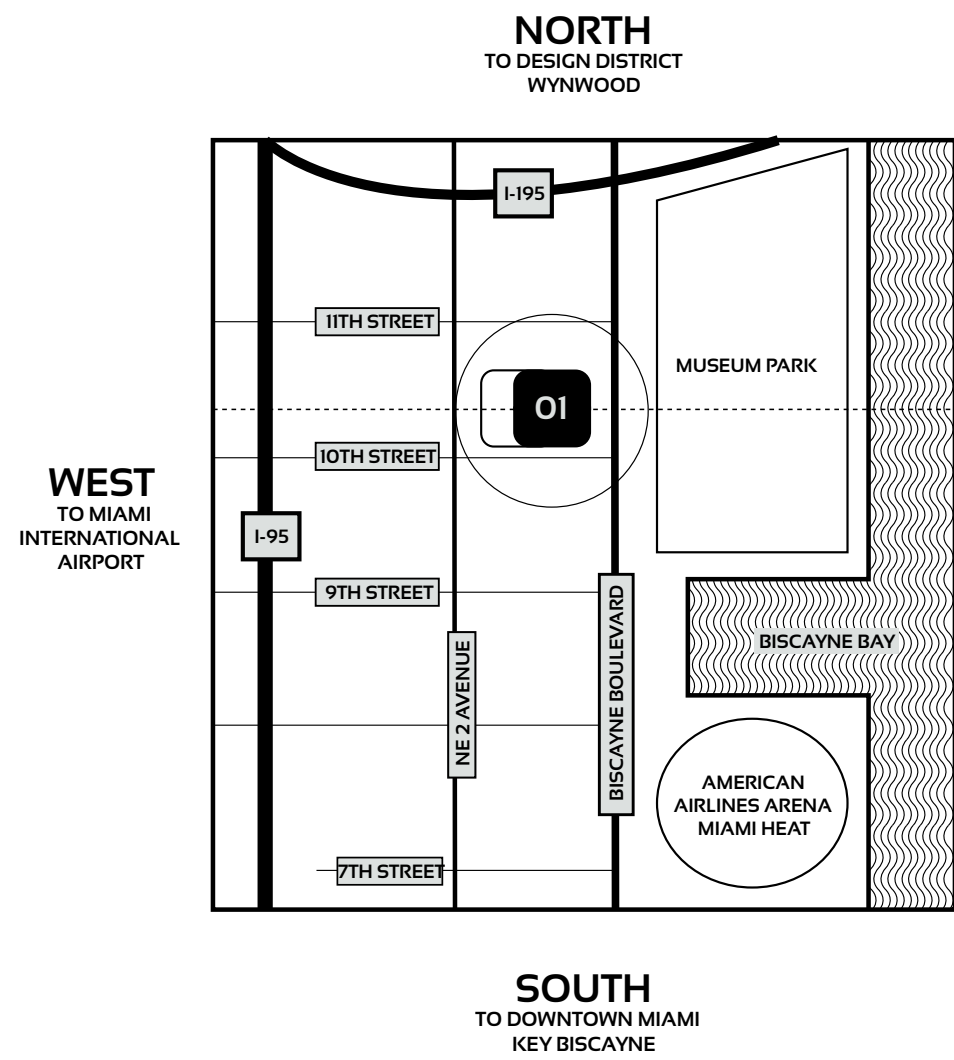 NORTH
TO DESIGN DISTRICT
WYNWOOD
I-195
11TH STREET
MUSEUM PARK
01
10TH STREET
WEST
TO MIAMI
INTERNATIONAL
AIRPORT
I-95
9TH STREET
BISCAYNE BOULEVARD
BISCAYNE BAY
NE 2 AVENUE
AMERICAN
AIRLINES ARENA
MIAMI HEAT
7TH STREET
SOUTH
TO DOWNTOWN MIAMI
KEY BISCAYNE